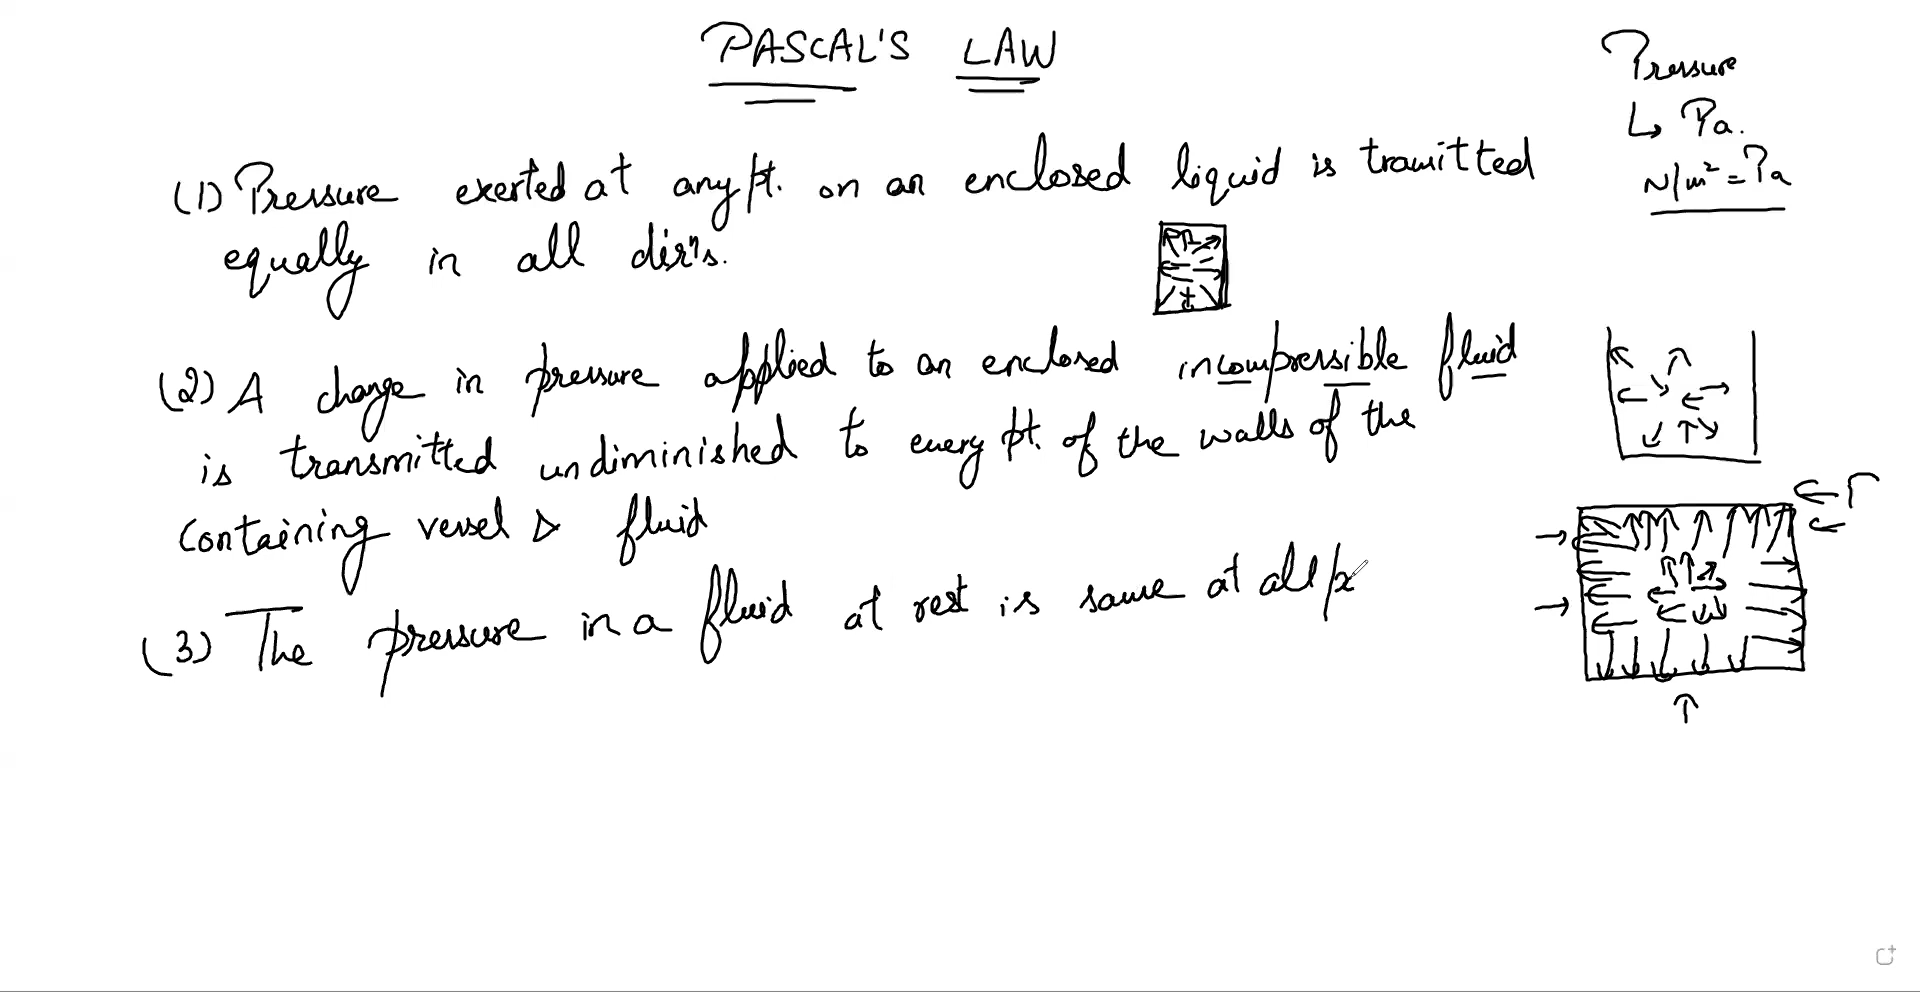 PASCAL'S LAW
Pressure
↳ Pa.
N/m² = Pa
(1) Pressure exerted at any pt. on an enclosed liquid is tramitted
equally in all dirⁿs.
(2) A change in pressure applied to an enclosed incompressible fluid
is transmitted undiminished to every pt. of the walls of the
containing vessel & fluid
(3) The pressure in a fluid at rest is same at all